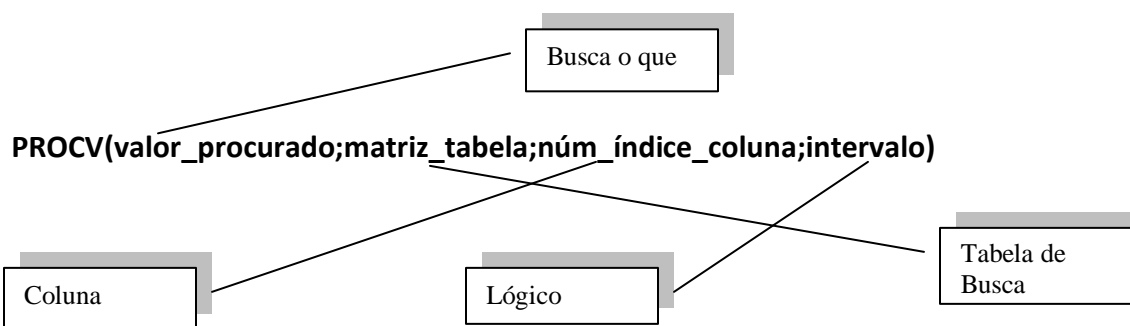 Busca o que
PROCV(valor_procurado;matriz_tabela;núm_índice_coluna;intervalo)
Coluna
Lógico
Tabela de
Busca